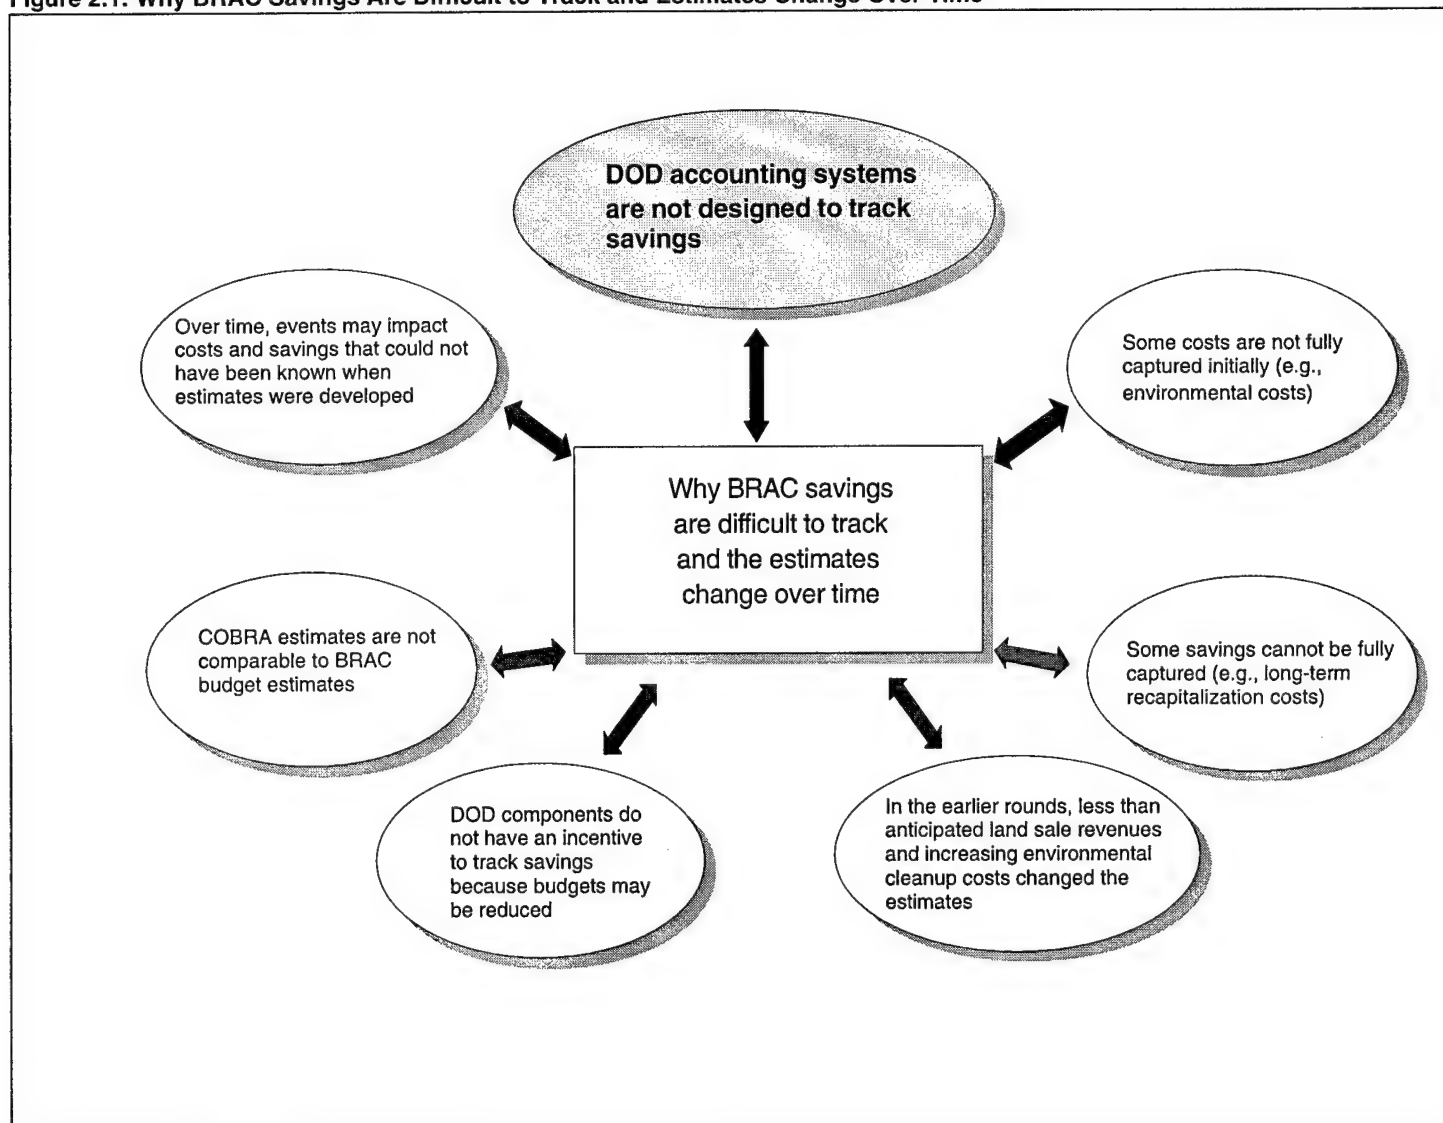 Figure 2.1: Why BRAC Savings Are Difficult to Track and Estimates Change Over Time
DOD accounting systems
are not designed to track
savings
Over time, events may impact
costs and savings that could not
have been known when
estimates were developed
Some costs are not fully
captured initially (e.g.,
environmental costs)
Why BRAC savings
are difficult to track
and the estimates
change over time
COBRA estimates are not
comparable to BRAC
budget estimates
Some savings cannot be fully
captured (e.g., long-term
recapitalization costs)
DOD components do
not have an incentive
to track savings
because budgets may
be reduced
In the earlier rounds, less than
anticipated land sale revenues
and increasing environmental
cleanup costs changed the
estimates